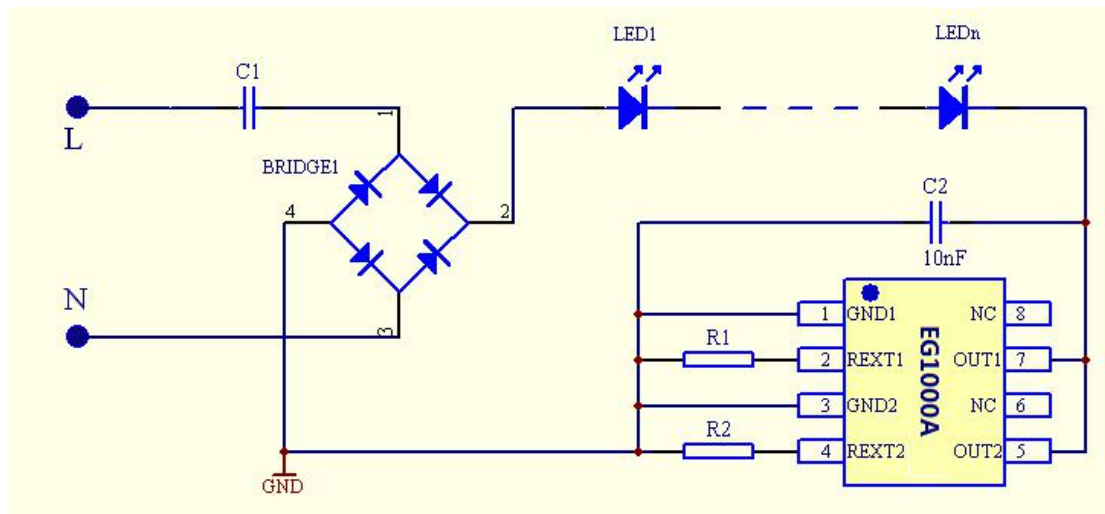 LED1
LEDn
C1
L
1
BRIDGE1
4
2
C2
10nF
N
3
1 GND1
NC 8
R1
2 REXT1
OUT1 7
EG1000A
3 GND2
NC 6
R2
4 REXT2
OUT2 5
GND